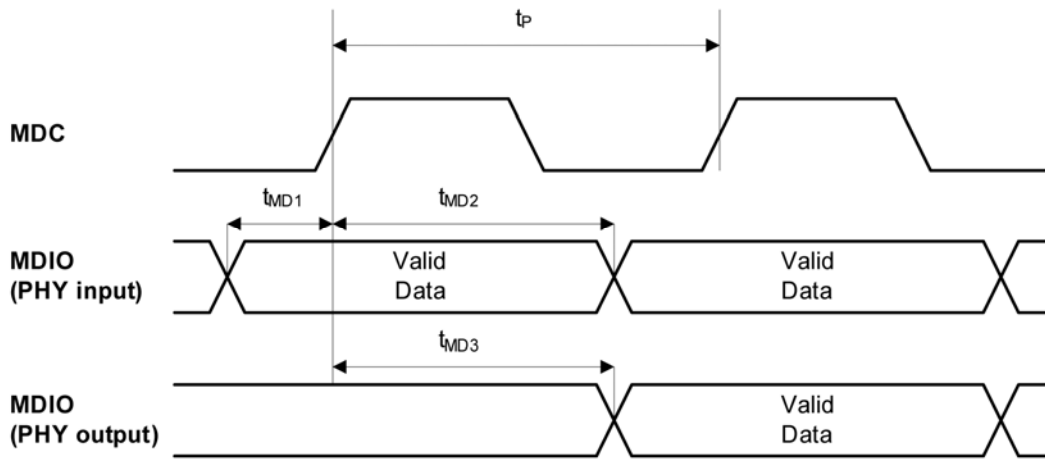 tP
MDC
tMD1
tMD2
MDIO
(PHY input)
Valid
Data
Valid
Data
tMD3
MDIO
(PHY output)
Valid
Data